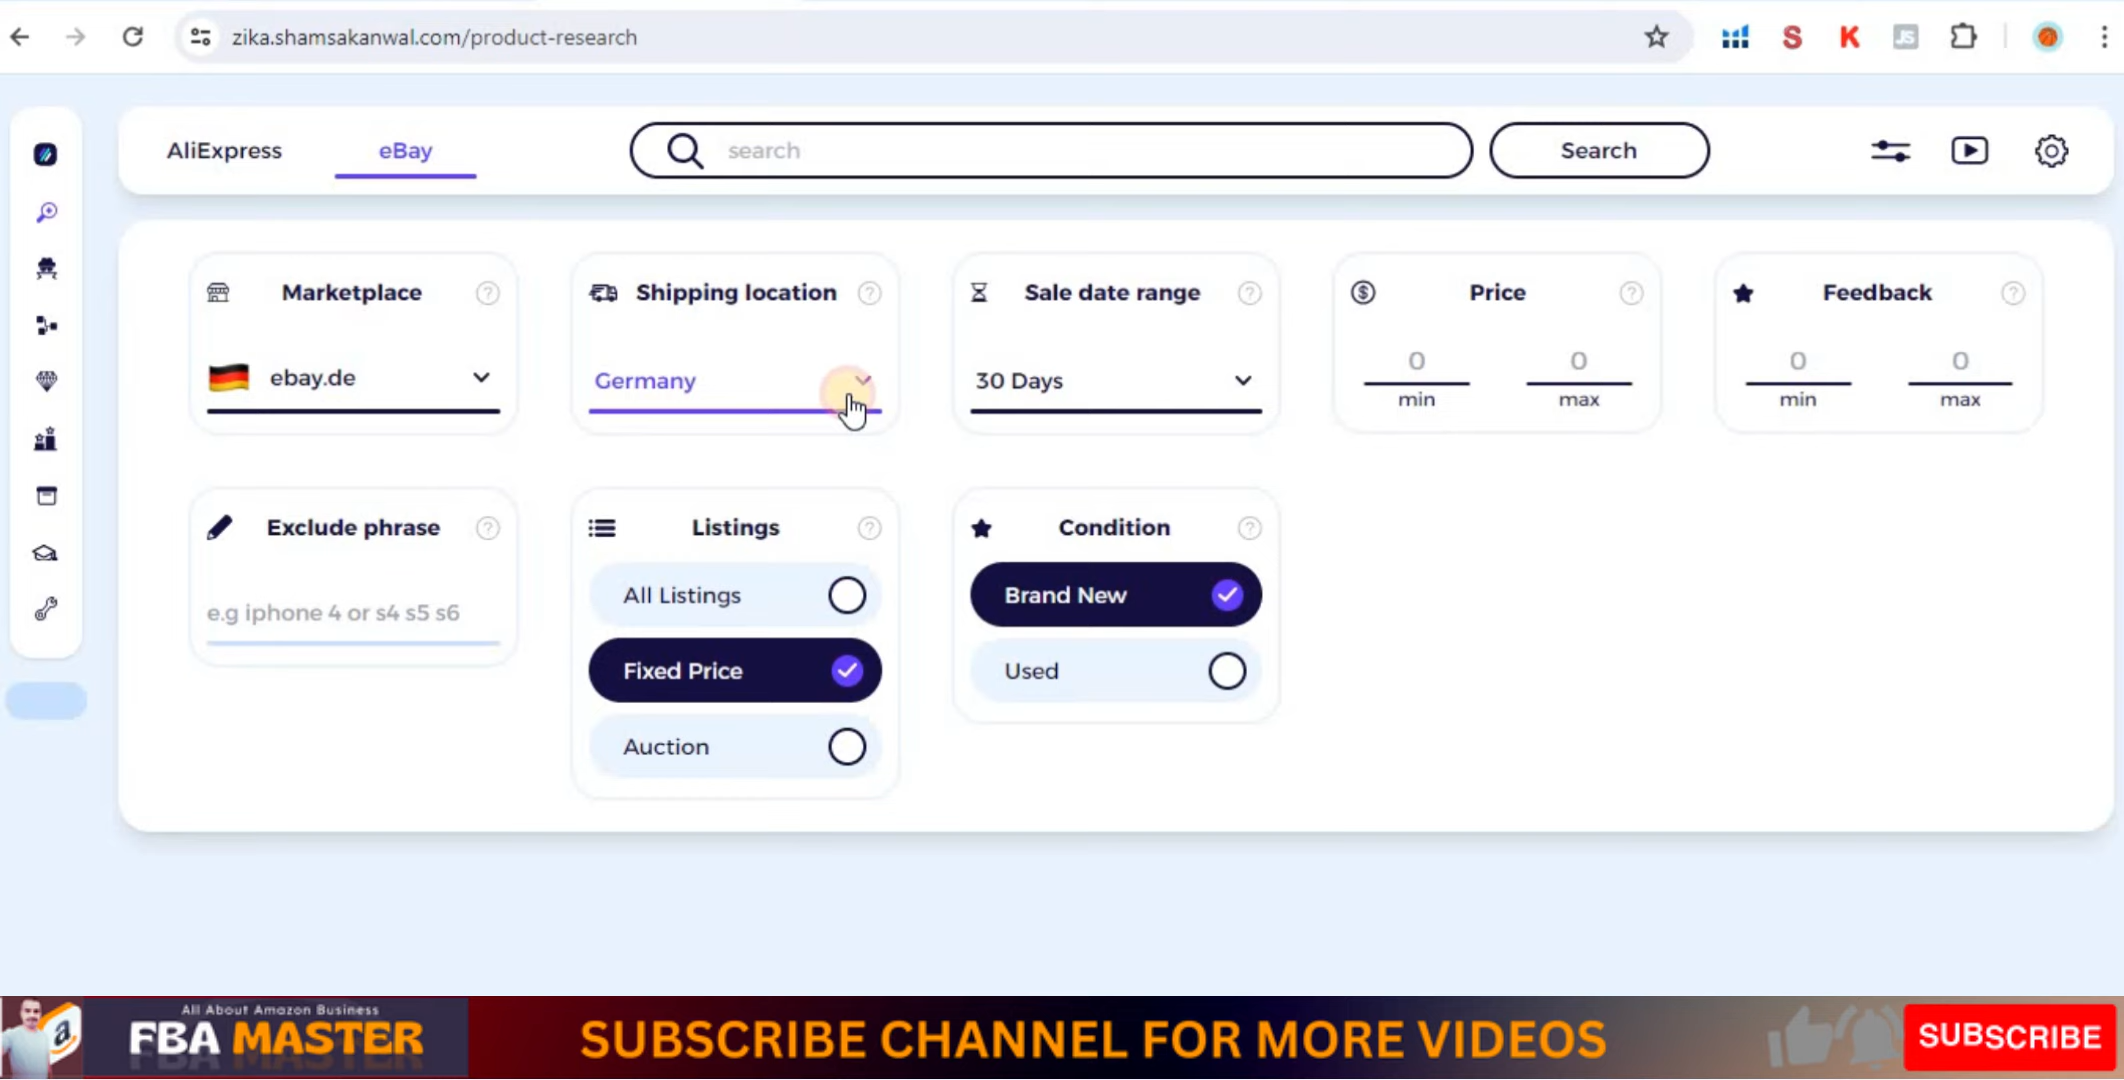 zika.shamsakanwal.com/product-research
S K JS
AliExpress eBay search Search
Marketplace Shipping location Sale date range Price Feedback
ebay.de Germany 30 Days 0 0 0 0
min max min max
Exclude phrase Listings Condition
e.g iphone 4 or s4 s5 s6 All Listings Brand New
Fixed Price Used
Auction
All About Amazon Business
FBA MASTER SUBSCRIBE CHANNEL FOR MORE VIDEOS SUBSCRIBE